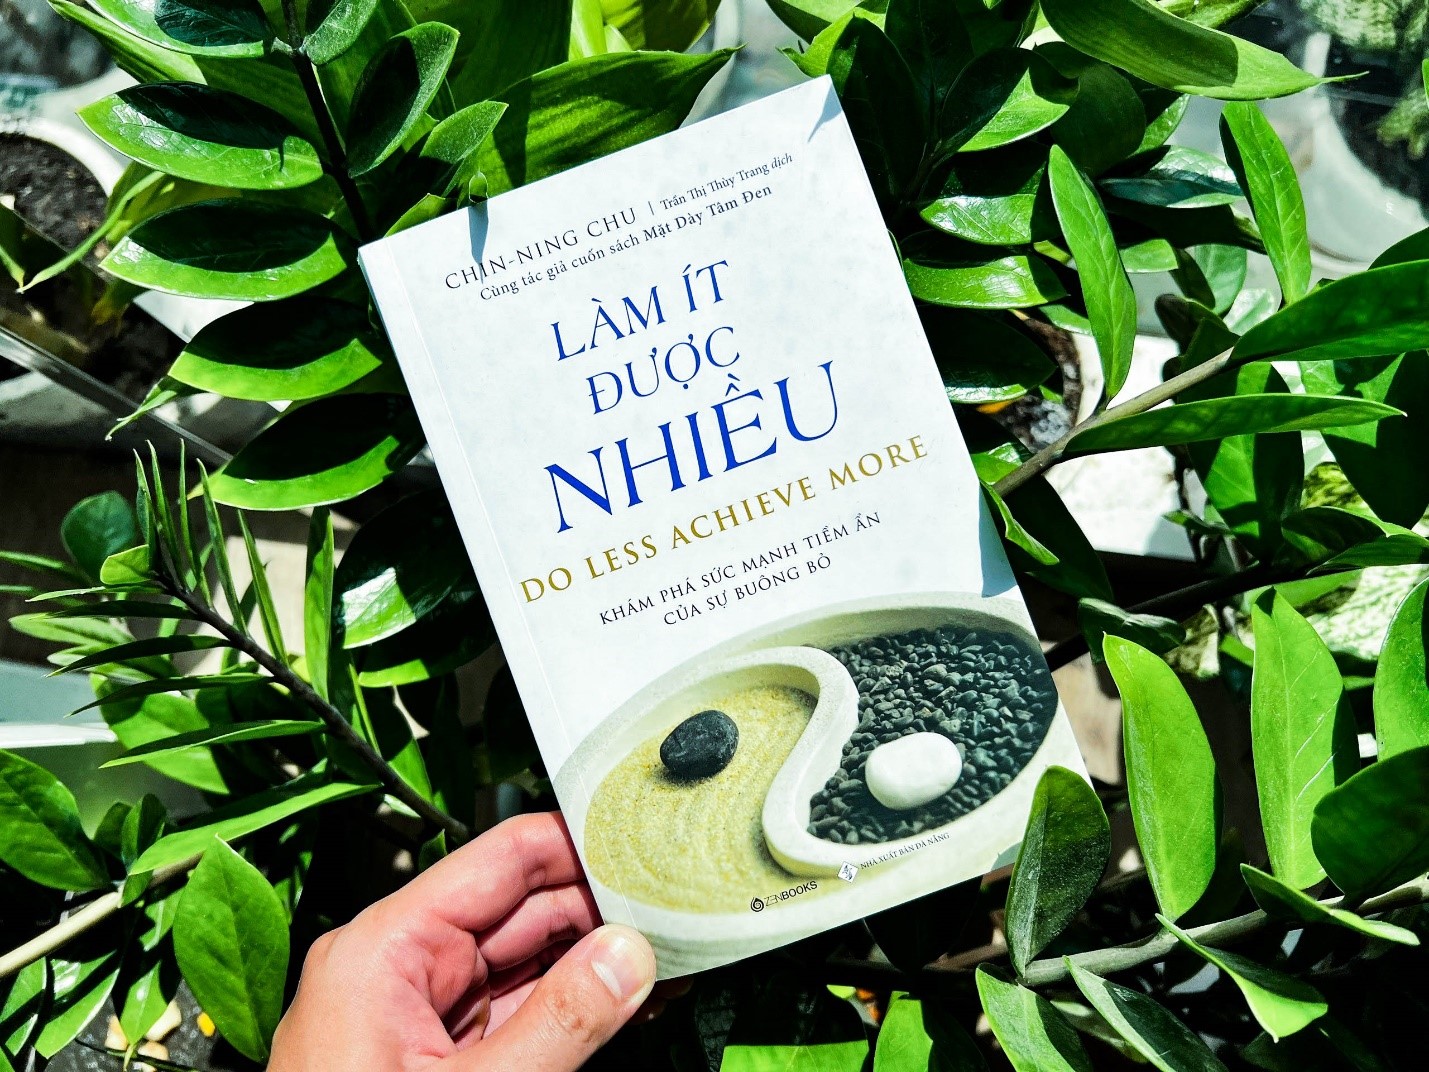 CHIN-NING CHU | Trần Thị Thùy Trang dịch
Cùng tác giả cuốn sách Mặt Dày Tâm Đen
LÀM ÍT
ĐƯỢC
NHIỀU
DO LESS ACHIEVE MORE
KHÁM PHÁ SỨC MẠNH TIỀM ẨN
CỦA SỰ BUÔNG BỎ
ZENBOOKS
NHÀ XUẤT BẢN ĐÀ NẴNG